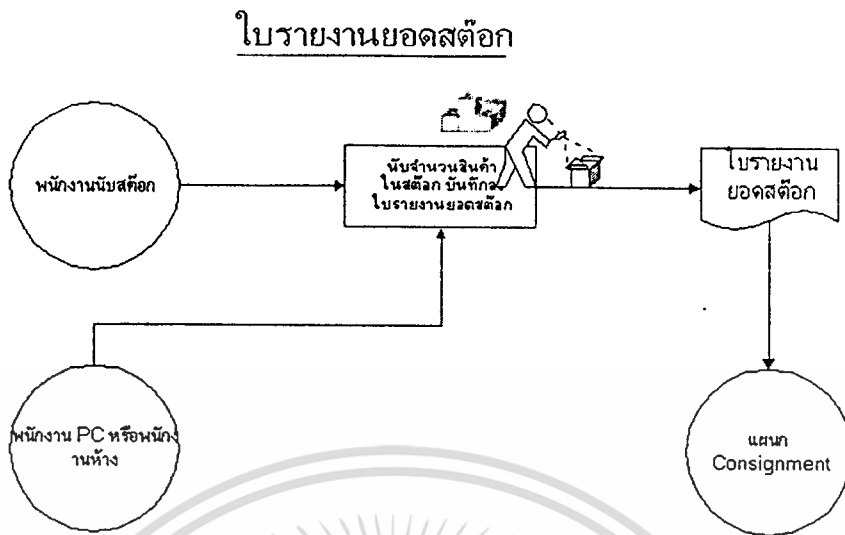 ใบรายงานยอดสต๊อก
พนักงานนับสต๊อก
นับจำนวนสินค้า
ในสต๊อก บันทึกล
ใบรายงานยอดสต๊อก
ใบรายงาน
ยอดสต๊อก
พนักงาน PC หรือพนักง
านห้าง
แผนก
Consignment